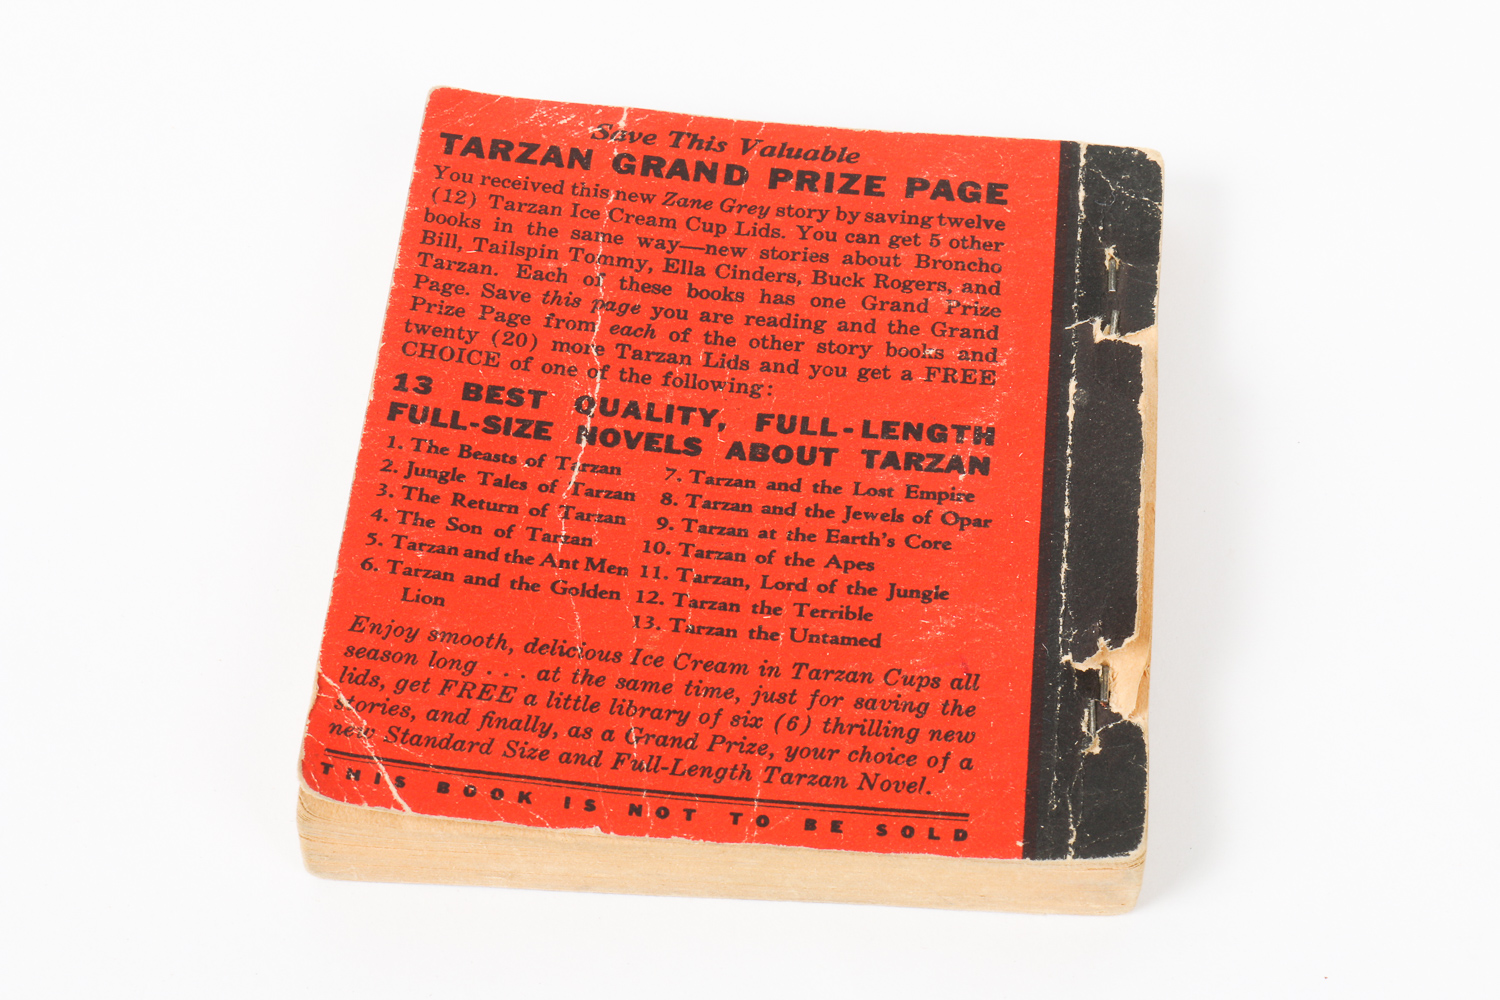 Save This Valuable
TARZAN GRAND PRIZE PAGE
You received this new Zane Grey story by saving twelve
(12) Tarzan Ice Cream Cup Lids. You can get 5 other
books in the same way—new stories about Broncho
Bill, Tailspin Tommy, Ella Cinders, Buck Rogers, and
Tarzan. Each of these books has one Grand Prize
Page. Save this page you are reading and the Grand
Prize Page from each of the other story books and
twenty (20) more Tarzan Lids and you get a FREE
CHOICE of one of the following:
13 BEST QUALITY, FULL-LENGTH
FULL-SIZE NOVELS ABOUT TARZAN
1. The Beasts of Tarzan
2. Jungle Tales of Tarzan
3. The Return of Tarzan
4. The Son of Tarzan
5. Tarzan and the Ant Men
6. Tarzan and the Golden
Lion
7. Tarzan and the Lost Empire
8. Tarzan and the Jewels of Opar
9. Tarzan at the Earth's Core
10. Tarzan of the Apes
11. Tarzan, Lord of the Jungle
12. Tarzan the Terrible
13. Tarzan the Untamed
Enjoy smooth, delicious Ice Cream in Tarzan Cups all
season long . . . at the same time, just for saving the
lids, get FREE a little library of six (6) thrilling new
stories, and finally, as a Grand Prize, your choice of a
new Standard Size and Full-Length Tarzan Novel.
THIS BOOK IS NOT TO BE SOLD